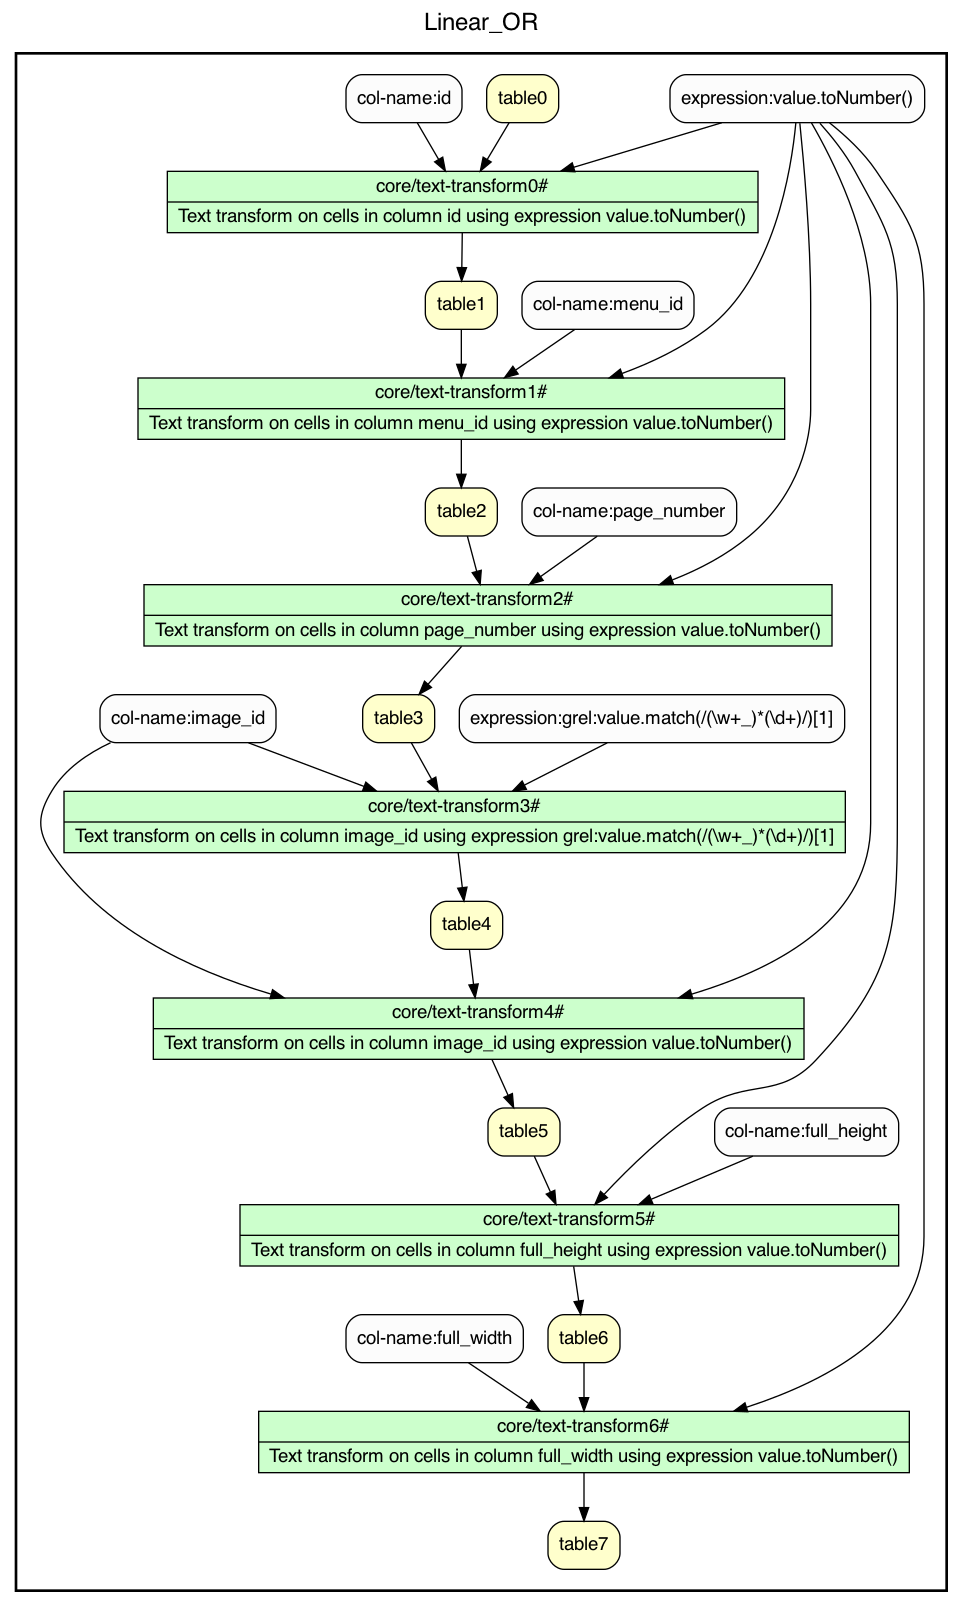 Linear_OR
col-name:id
table0
expression:value.toNumber()
core/text-transform0#
Text transform on cells in column id using expression value.toNumber()
table1
col-name:menu_id
core/text-transform1#
Text transform on cells in column menu_id using expression value.toNumber()
table2
col-name:page_number
core/text-transform2#
Text transform on cells in column page_number using expression value.toNumber()
col-name:image_id
table3
expression:grel:value.match(/(\w+_)*(\d+)/)[1]
core/text-transform3#
Text transform on cells in column image_id using expression grel:value.match(/(\w+_)*(\d+)/)[1]
table4
core/text-transform4#
Text transform on cells in column image_id using expression value.toNumber()
table5
col-name:full_height
core/text-transform5#
Text transform on cells in column full_height using expression value.toNumber()
col-name:full_width
table6
core/text-transform6#
Text transform on cells in column full_width using expression value.toNumber()
table7